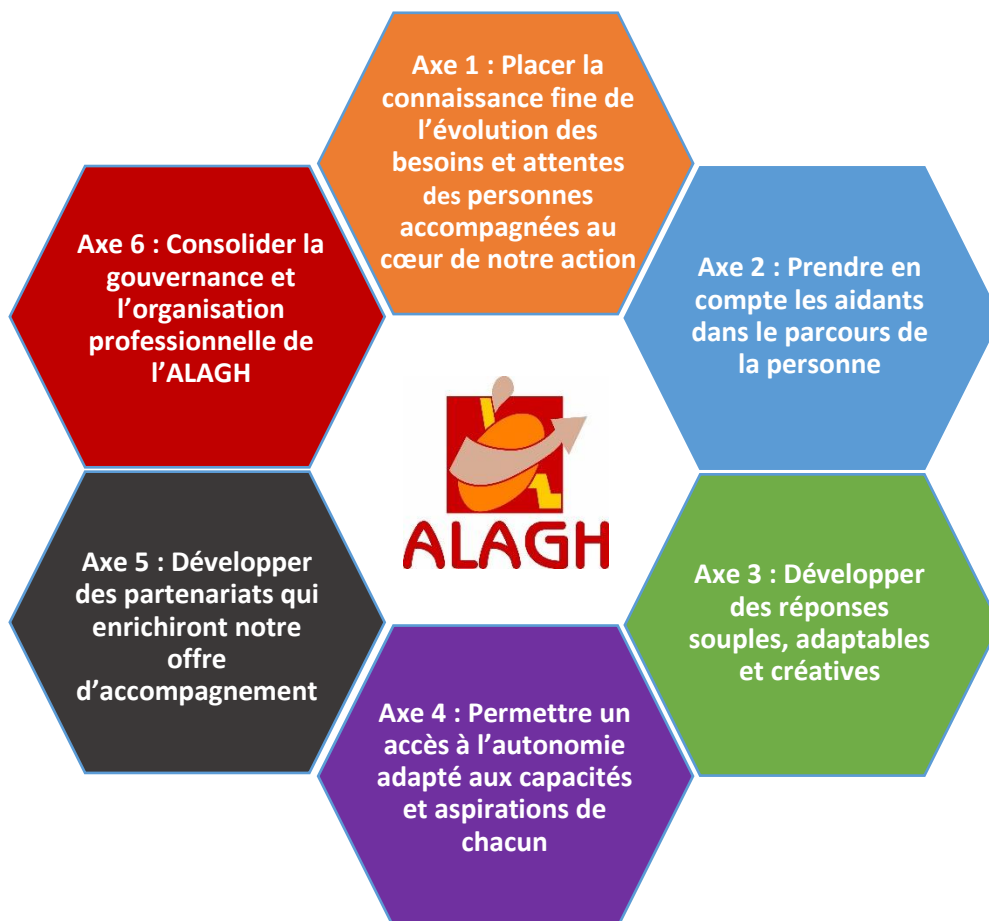 Axe 1 : Placer la
connaissance fine de
l’évolution des
besoins et attentes
des personnes
accompagnées au
cœur de notre action
Axe 2 : Prendre en
compte les aidants
dans le parcours de
la personne
Axe 3 : Développer
des réponses
souples, adaptables
et créatives
Axe 4 : Permettre un
accès à l’autonomie
adapté aux capacités
et aspirations de
chacun
Axe 5 : Développer
des partenariats qui
enrichiront notre
offre
d’accompagnement
Axe 6 : Consolider la
gouvernance et
l’organisation
professionnelle de
l’ALAGH
ALAGH